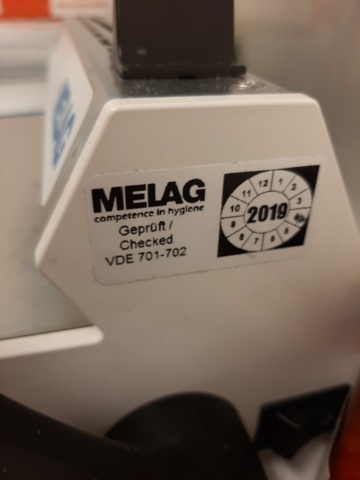 MELAG
competence in hygiene
Geprüft /
Checked
VDE 701-702
12 1 2 3 5 6 7 8 9 10 11
2019